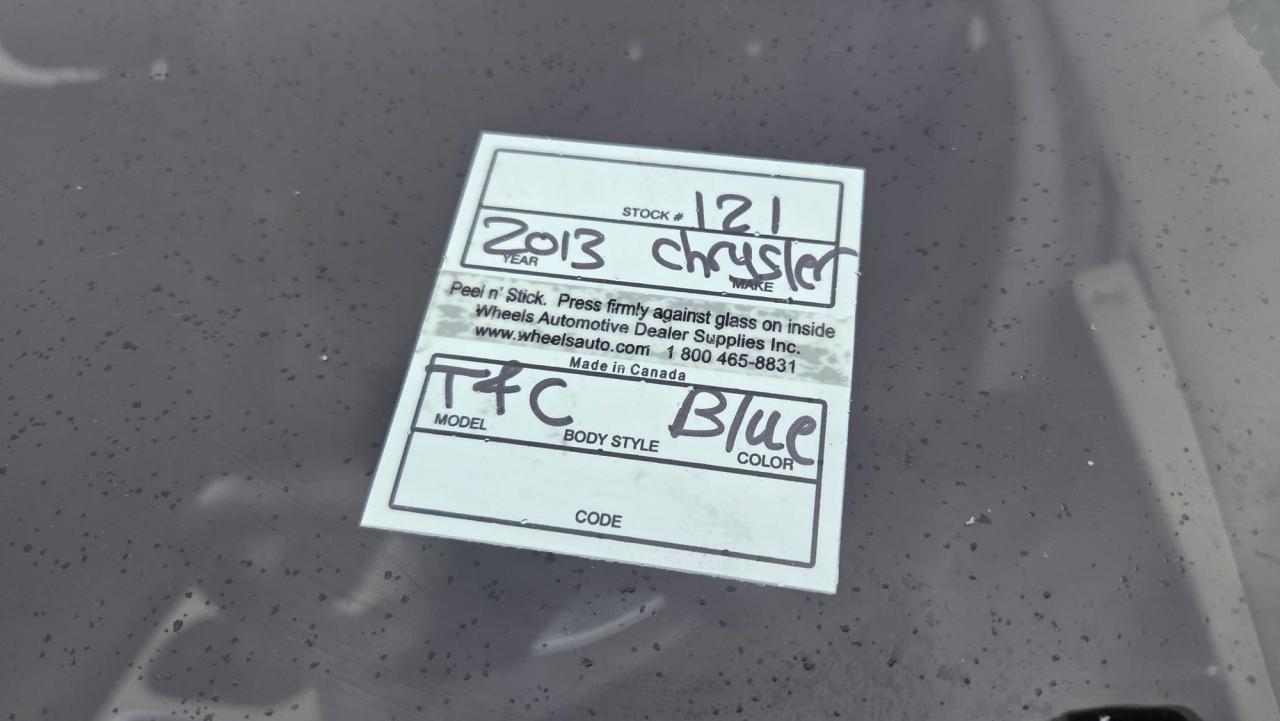 STOCK # 121
2013 chrysler
YEAR MAKE
Peel n' Stick. Press firmly against glass on inside
Wheels Automotive Dealer Supplies Inc.
www.wheelsauto.com 1 800 465-8831
Made in Canada
T&C Blue
MODEL BODY STYLE COLOR
CODE